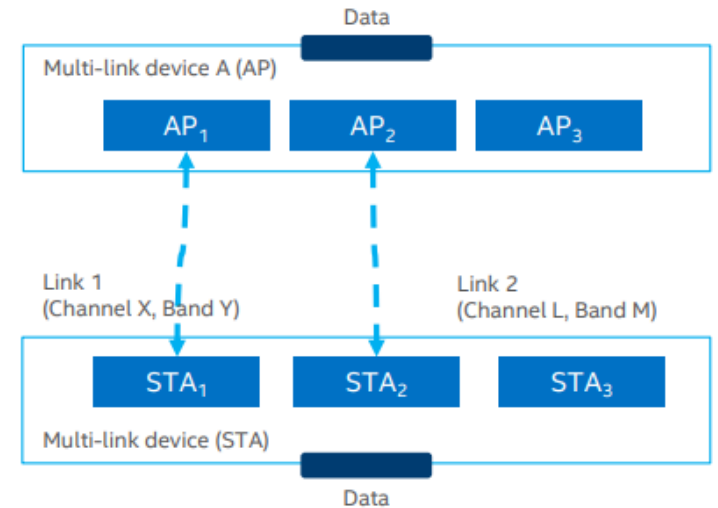 Data
Multi-link device A (AP)
AP₁
AP₂
AP₃
Link 1
(Channel X, Band Y)
Link 2
(Channel L, Band M)
STA₁
STA₂
STA₃
Multi-link device (STA)
Data